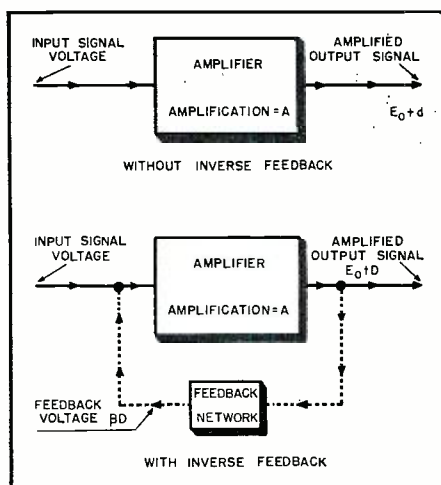 INPUT SIGNAL
VOLTAGE
AMPLIFIER
AMPLIFICATION = A
AMPLIFIED
OUTPUT SIGNAL
E₀+d
WITHOUT INVERSE FEEDBACK
INPUT SIGNAL
VOLTAGE
AMPLIFIER
AMPLIFICATION = A
AMPLIFIED
OUTPUT SIGNAL
E₀+D
FEEDBACK
VOLTAGE βD
FEEDBACK
NETWORK
WITH INVERSE FEEDBACK